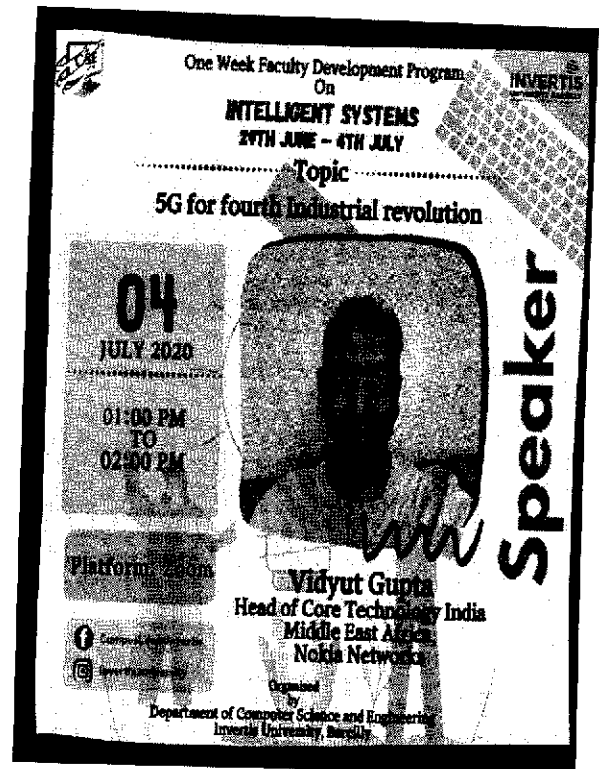 One Week Faculty Development Program
On
INTELLIGENT SYSTEMS
29TH JUNE - 4TH JULY
Topic
5G for fourth Industrial revolution
04
JULY 2020
01:00 PM
TO
02:00 PM
Platform: Zoom
Speaker
Vidyut Gupta
Head of Core Technology India
Middle East Africa
Nokia Networks
Organised
by
Department of Computer Science and Engineering
Invertis University, Bareilly
INVERTIS